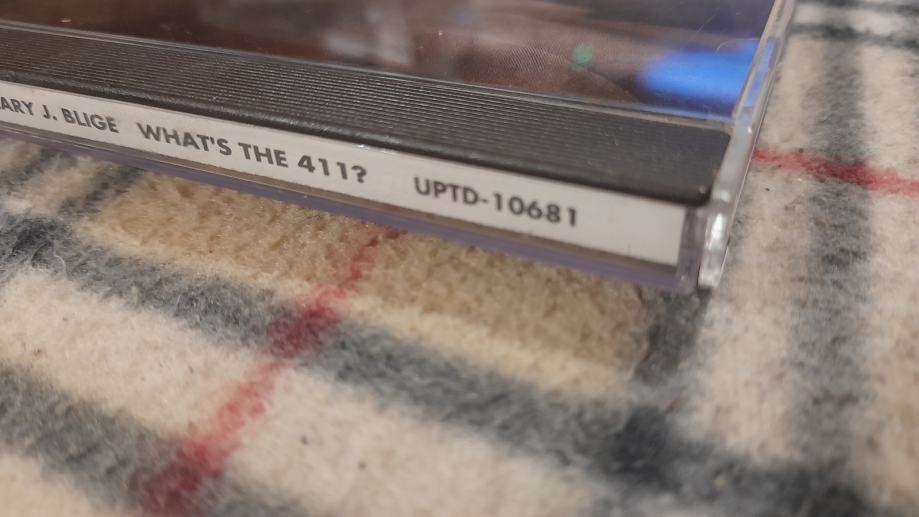 ARY J. BLIGE WHAT'S THE 411? UPTD-10681